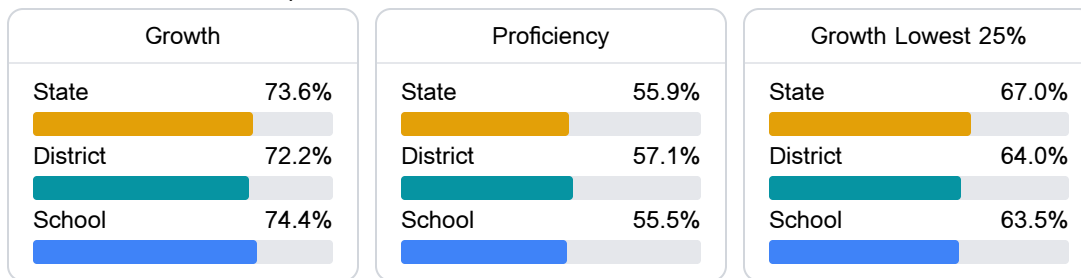 Growth
State 73.6%
District 72.2%
School 74.4%
Proficiency
State 55.9%
District 57.1%
School 55.5%
Growth Lowest 25%
State 67.0%
District 64.0%
School 63.5%